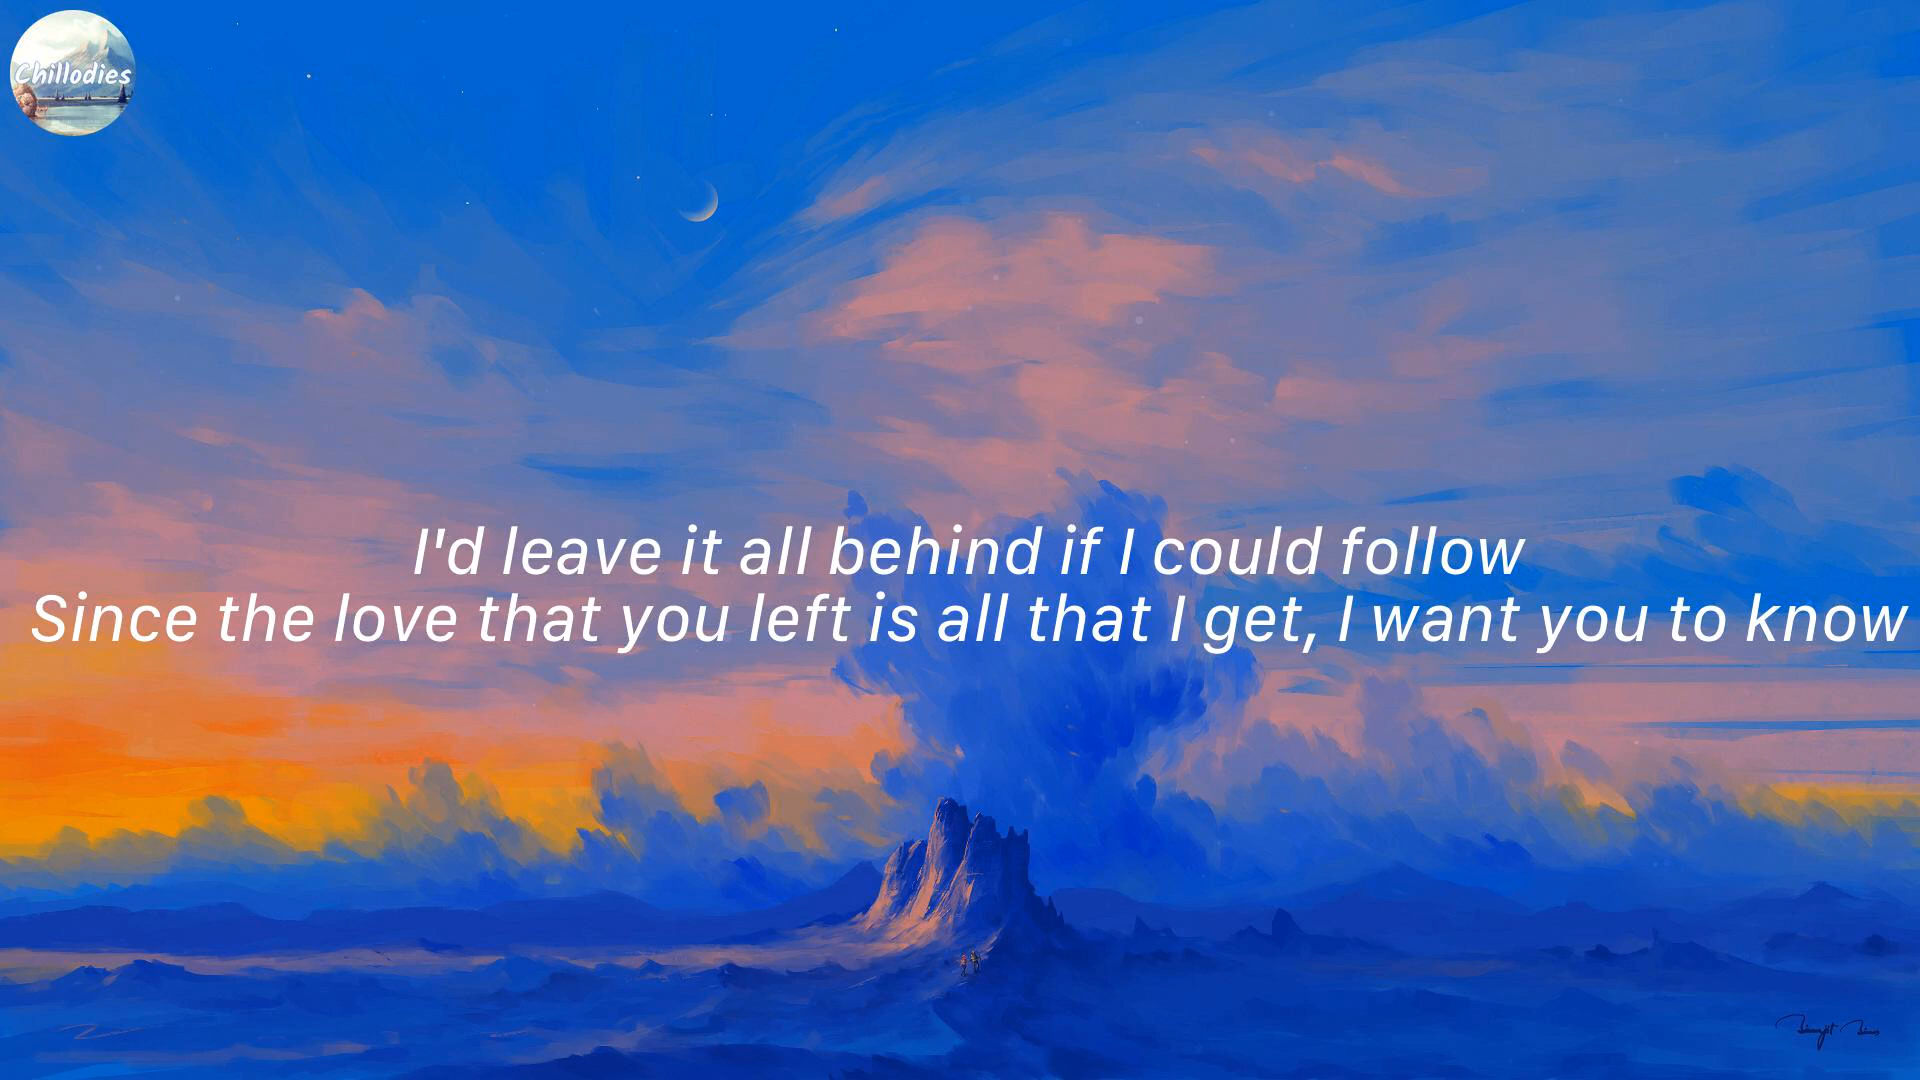 Chillodies
I'd leave it all behind if I could follow
Since the love that you left is all that I get, I want you to know